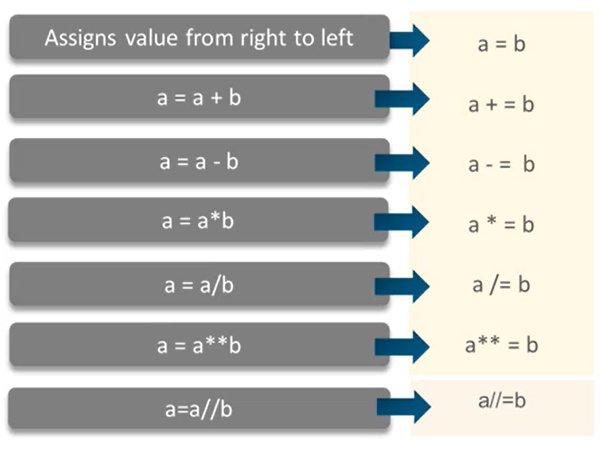 Assigns value from right to left
a = b
a = a + b
a + = b
a = a - b
a - = b
a = a*b
a * = b
a = a/b
a /= b
a = a**b
a** = b
a=a//b
a//=b